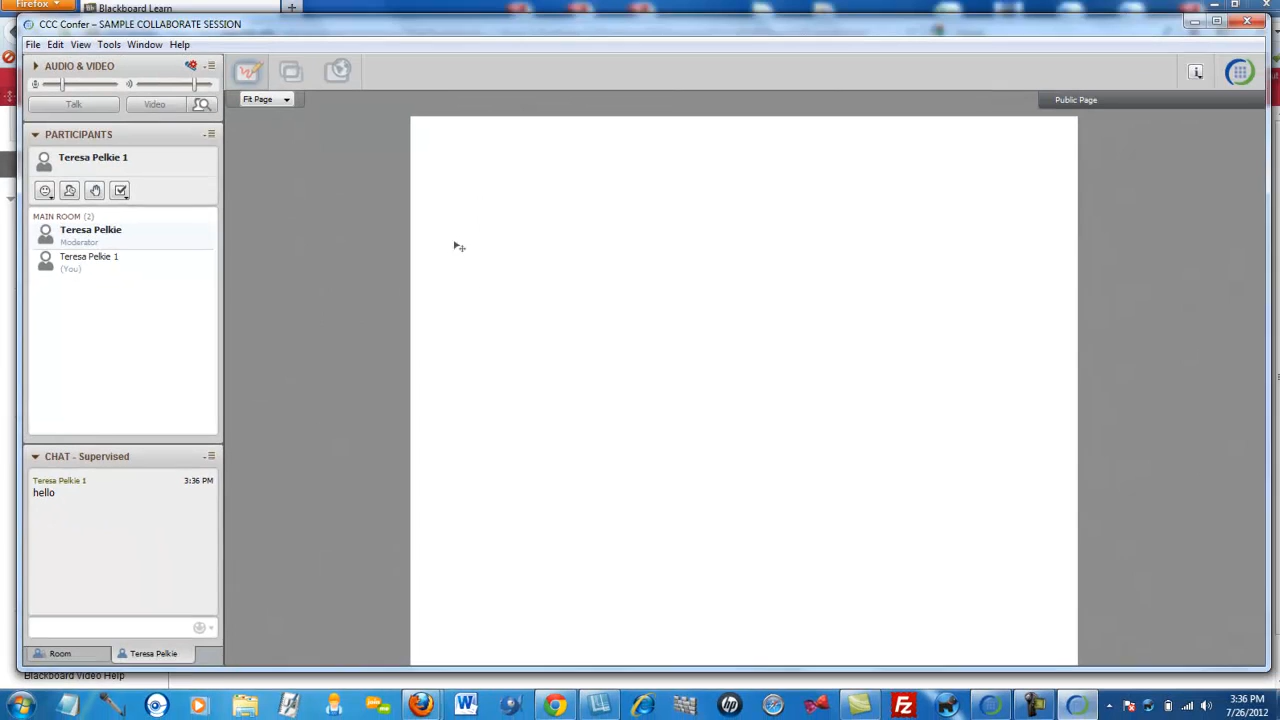 Firefox
Blackboard Learn
CCC Confer – SAMPLE COLLABORATE SESSION
File Edit View Tools Window Help
AUDIO & VIDEO
Talk Video
Fit Page
Public Page
PARTICIPANTS
Teresa Pelkie 1
MAIN ROOM (2)
Teresa Pelkie
Moderator
Teresa Pelkie 1
(You)
CHAT - Supervised
Teresa Pelkie 1 3:36 PM
hello
Room Teresa Pelkie
Blackboard Video Help
3:36 PM
7/26/2012